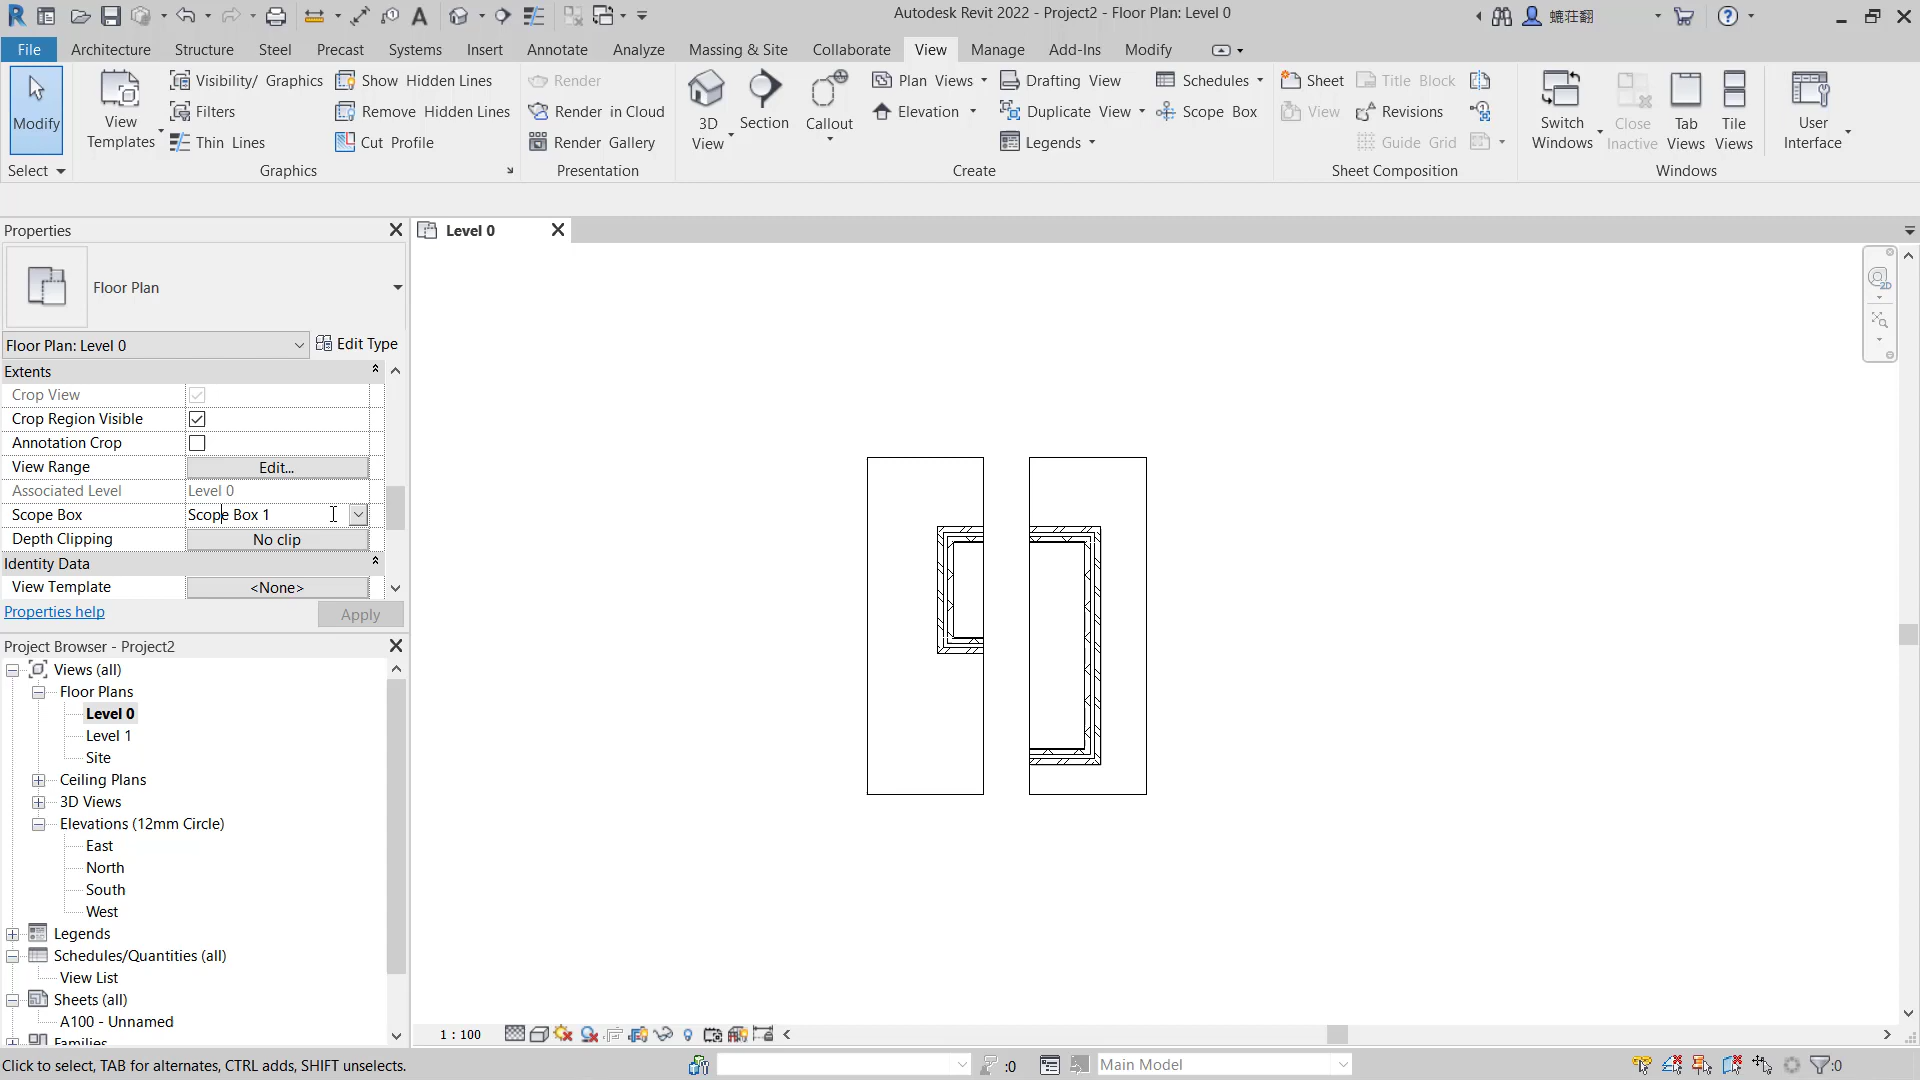 Autodesk Revit 2022 - Project2 - Floor Plan: Level 0
蟅荘翻
File Architecture Structure Steel Precast Systems Insert Annotate Analyze Massing & Site Collaborate View Manage Add-Ins Modify
Modify
Select
View Templates
Visibility/ Graphics
Filters
Thin Lines
Show Hidden Lines
Remove Hidden Lines
Cut Profile
Graphics
Render
Render in Cloud
Render Gallery
Presentation
3D View
Section
Callout
Plan Views
Elevation
Drafting View
Duplicate View
Legends
Schedules
Scope Box
Create
Sheet
View
Title Block
Revisions
Guide Grid
Sheet Composition
Switch Windows
Close Inactive
Tab Views
Tile Views
Windows
User Interface
Properties
Level 0
Floor Plan
Floor Plan: Level 0
Edit Type
Extents
Crop View
Crop Region Visible
Annotation Crop
View Range Edit...
Associated Level Level 0
Scope Box Scope Box 1
Depth Clipping No clip
Identity Data
View Template <None>
Properties help
Apply
Project Browser - Project2
Views (all)
Floor Plans
Level 0
Level 1
Site
Ceiling Plans
3D Views
Elevations (12mm Circle)
East
North
South
West
Legends
Schedules/Quantities (all)
View List
Sheets (all)
A100 - Unnamed
Families
1 : 100
2D
Click to select, TAB for alternates, CTRL adds, SHIFT unselects.
:0
Main Model
:0